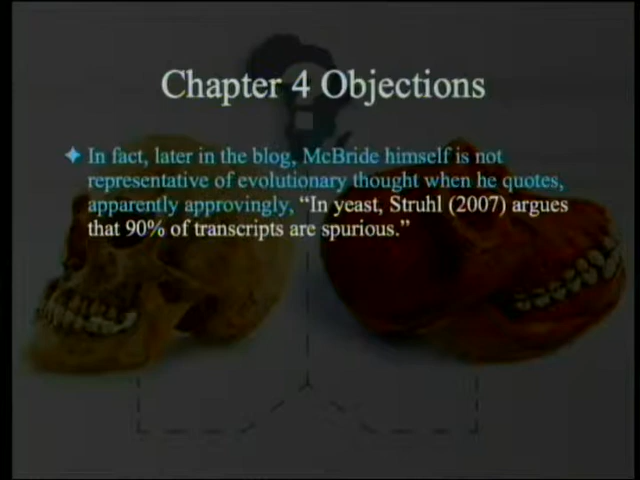 Chapter 4 Objections
In fact, later in the blog, McBride himself is not
representative of evolutionary thought when he quotes,
apparently approvingly, “In yeast, Struhl (2007) argues
that 90% of transcripts are spurious.”